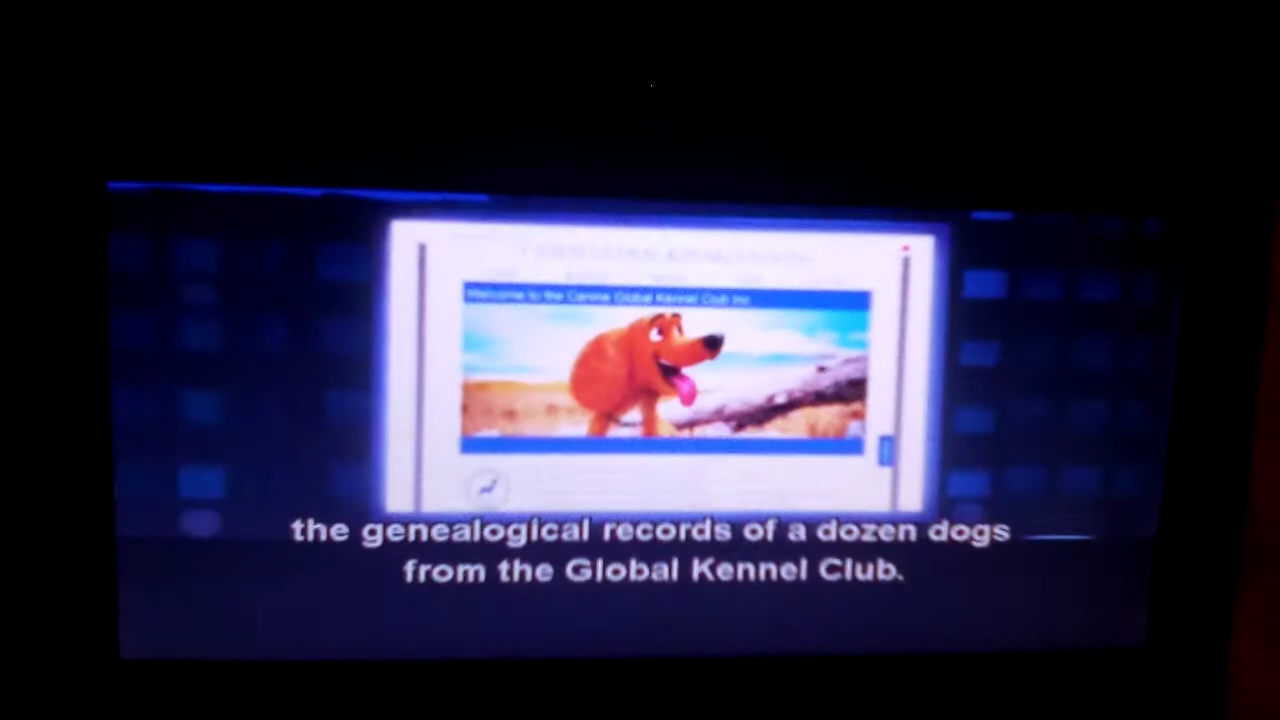 Welcome to the Canine Global Kennel Club Inc
the genealogical records of a dozen dogs
from the Global Kennel Club.